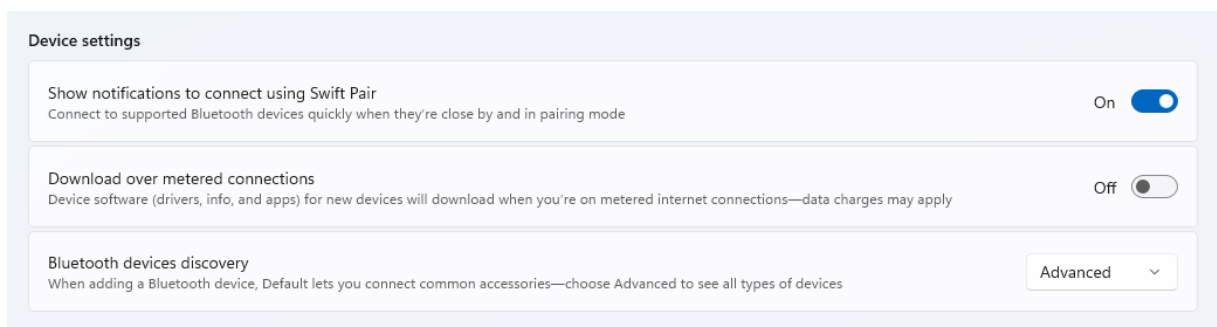 Device settings
Show notifications to connect using Swift Pair
Connect to supported Bluetooth devices quickly when they're close by and in pairing mode
On
Download over metered connections
Device software (drivers, info, and apps) for new devices will download when you're on metered internet connections—data charges may apply
Off
Bluetooth devices discovery
When adding a Bluetooth device, Default lets you connect common accessories—choose Advanced to see all types of devices
Advanced